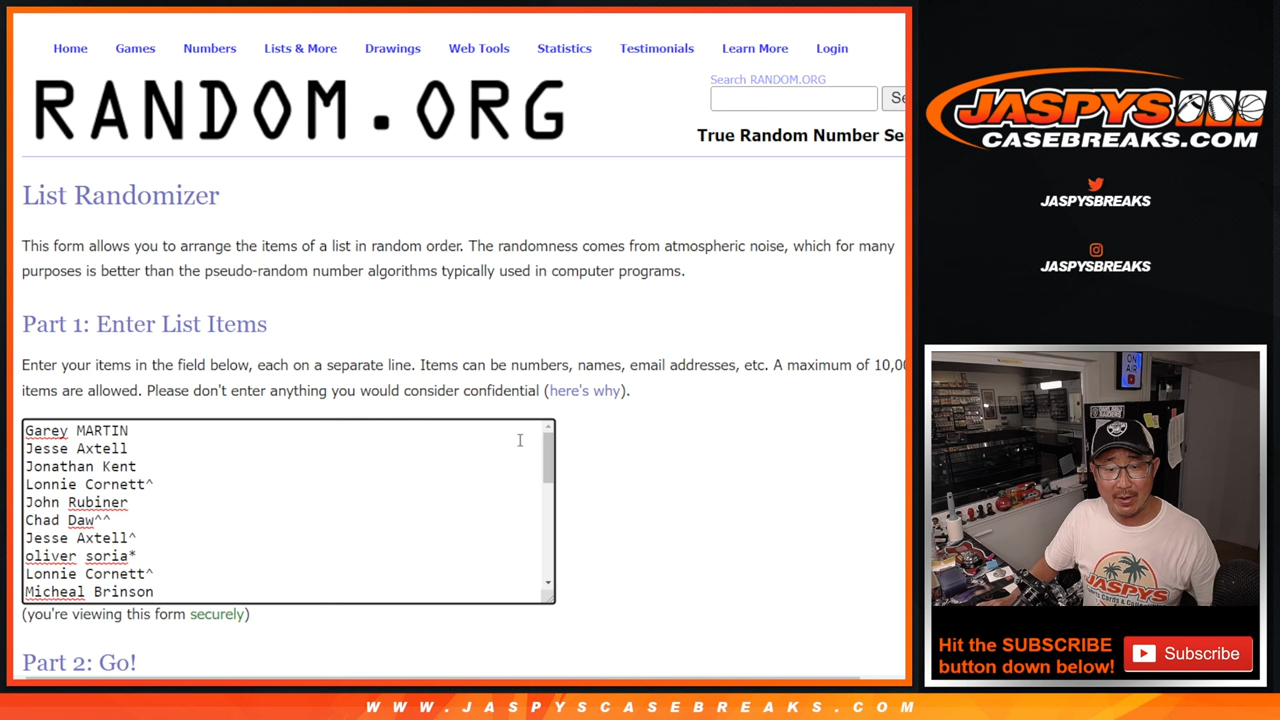 Home Games Numbers Lists & More Drawings Web Tools Statistics Testimonials Learn More Login
RANDOM.ORG
Search RANDOM.ORG
Se
True Random Number Se
List Randomizer
This form allows you to arrange the items of a list in random order. The randomness comes from atmospheric noise, which for many
purposes is better than the pseudo-random number algorithms typically used in computer programs.
Part 1: Enter List Items
Enter your items in the field below, each on a separate line. Items can be numbers, names, email addresses, etc. A maximum of 10,00
items are allowed. Please don't enter anything you would consider confidential (here's why).
Garey MARTIN
Jesse Axtell
Jonathan Kent
Lonnie Cornett^
John Rubiner
Chad Daw^^
Jesse Axtell^
oliver soria*
Lonnie Cornett^
Micheal Brinson
(you're viewing this form securely)
Part 2: Go!
JASPYS
CASEBREAKS.COM
JASPYSBREAKS
JASPYSBREAKS
ON
AIR
JASPY'S
Hit the SUBSCRIBE
button down below!
Subscribe
WWW.JASPYSCASEBREAKS.COM